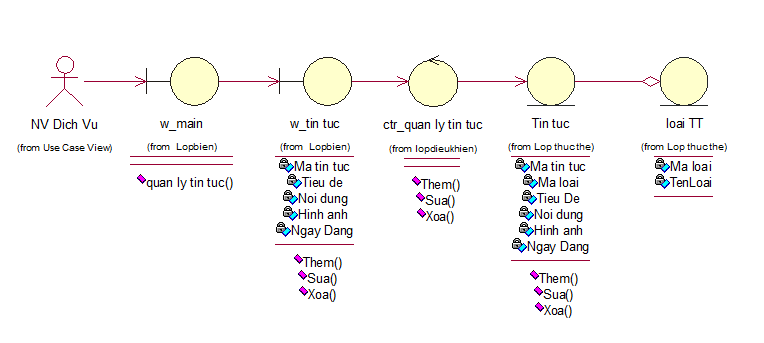 NV Dich Vu
(from Use Case View)
w_main
(from Lopbien)
quan ly tin tuc()
w_tin tuc
(from Lopbien)
Ma tin tuc
Tieu de
Noi dung
Hinh anh
Ngay Dang
Them()
Sua()
Xoa()
ctr_quan ly tin tuc
(from lopdieukhien)
Them()
Sua()
Xoa()
Tin tuc
(from Lop thuc the)
Ma tin tuc
Ma loai
Tieu De
Noi dung
Hinh anh
Ngay Dang
Them()
Sua()
Xoa()
loai TT
(from Lop thuc the)
Ma loai
TenLoai